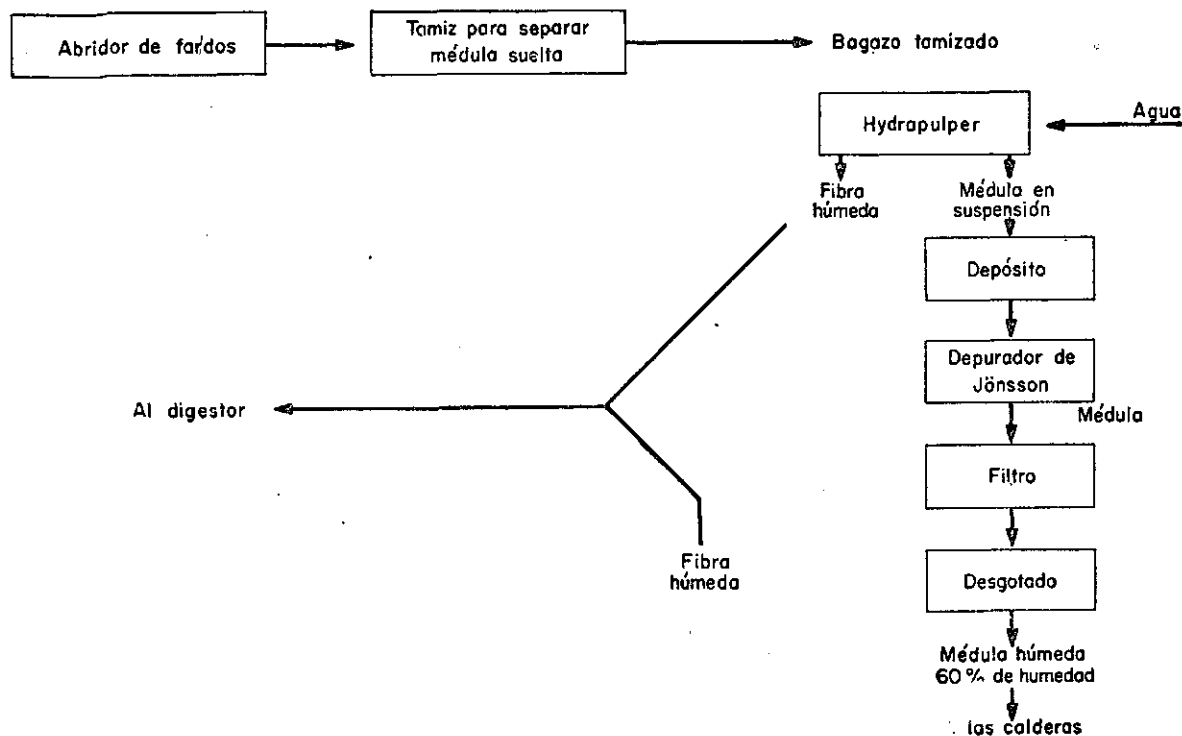 Abridor de fardos
Tamiz para separar
médula suelta
Bagazo tamizado
Hydrapulper
Agua
Fibra
húmeda
Médula en
suspensión
Depósito
Depurador de
Jönsson
Al digestor
Médula
Filtro
Fibra
húmeda
Desgotado
Médula húmeda
60 % de humedad
las calderas